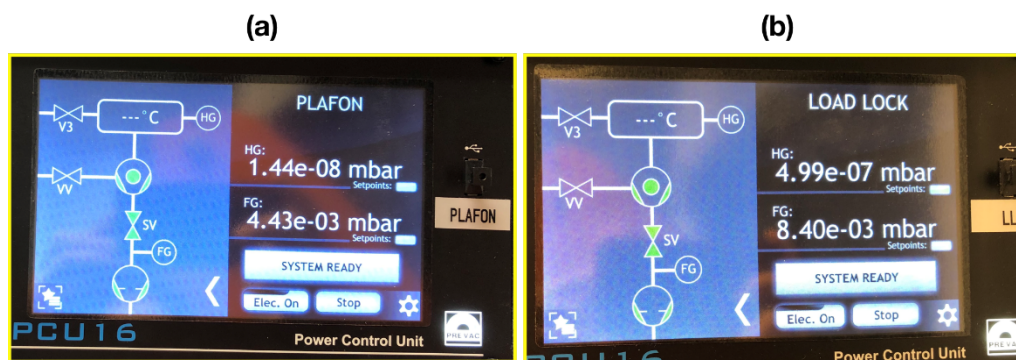 (a)
(b)
PLAFON
--- °C
HG
V3
HG:
1.44e-08 mbar
Setpoints:
VV
FG:
4.43e-03 mbar
SV
Setpoints:
FG
SYSTEM READY
Elec. On
Stop
PLAFON
PCU16
PREVAC
Power Control Unit
LOAD LOCK
--- °C
HG
V3
HG:
4.99e-07 mbar
Setpoints:
VV
FG:
8.40e-03 mbar
SV
Setpoints:
FG
SYSTEM READY
Elec. On
Stop
LL
PCU16
PREVAC
Power Control Unit